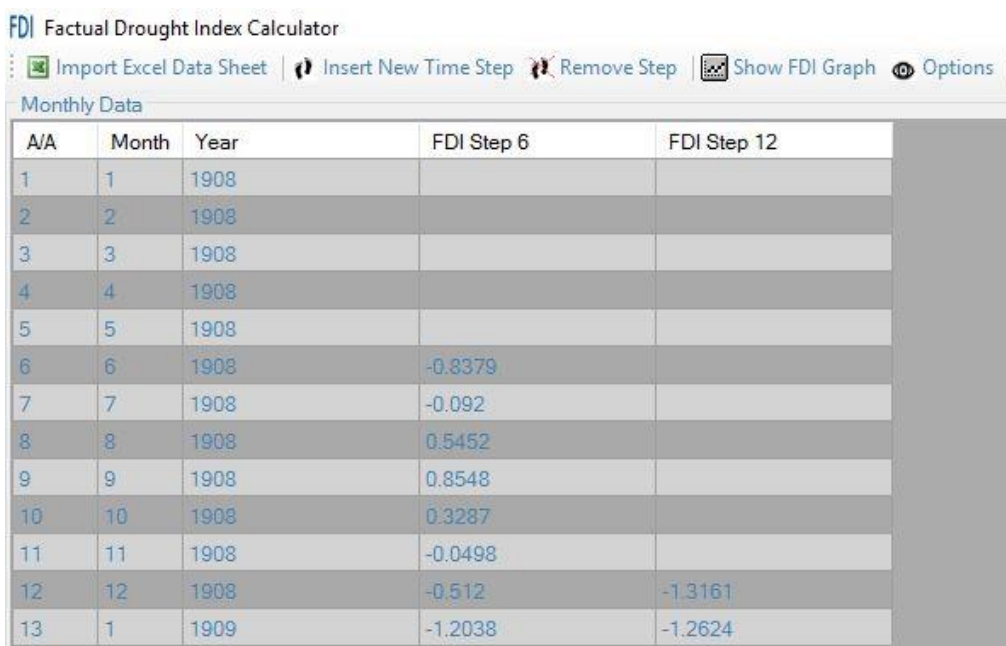 FDI Factual Drought Index Calculator
Import Excel Data Sheet Insert New Time Step Remove Step Show FDI Graph Options
Monthly Data
A/A Month Year FDI Step 6 FDI Step 12
1 1 1908
2 2 1908
3 3 1908
4 4 1908
5 5 1908
6 6 1908 -0.8379
7 7 1908 -0.092
8 8 1908 0.5452
9 9 1908 0.8548
10 10 1908 0.3287
11 11 1908 -0.0498
12 12 1908 -0.512 -1.3161
13 1 1909 -1.2038 -1.2624